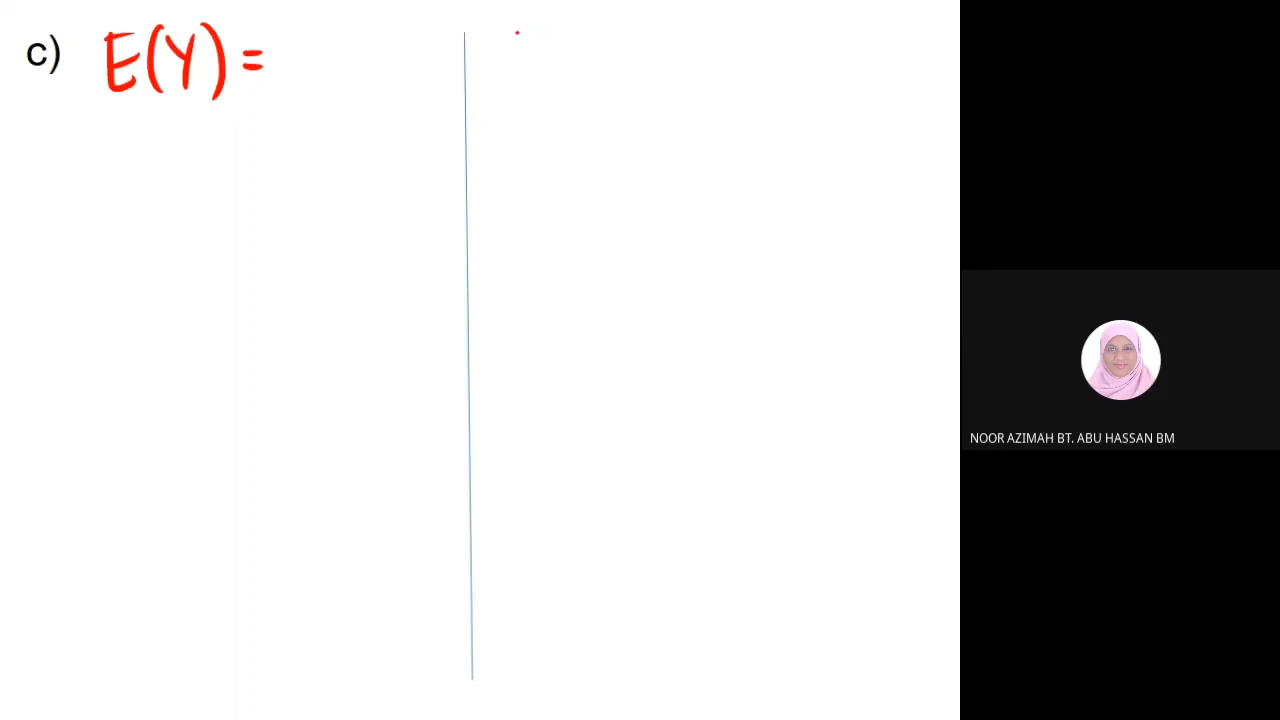 c) E(Y) =
NOOR AZIMAH BT. ABU HASSAN BM